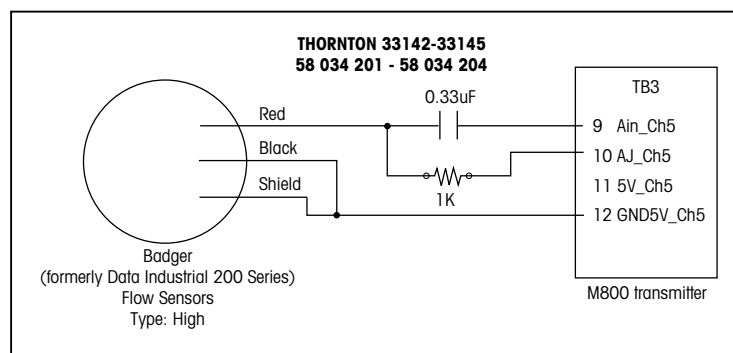 THORNTON 33142-33145
58 034 201 - 58 034 204
TB3
0.33uF
Red
9 Ain_Ch5
Black
10 AJ_Ch5
11 5V_Ch5
Shield
1K
12 GND5V_Ch5
Badger
(formerly Data Industrial 200 Series)
Flow Sensors
Type: High
M800 transmitter